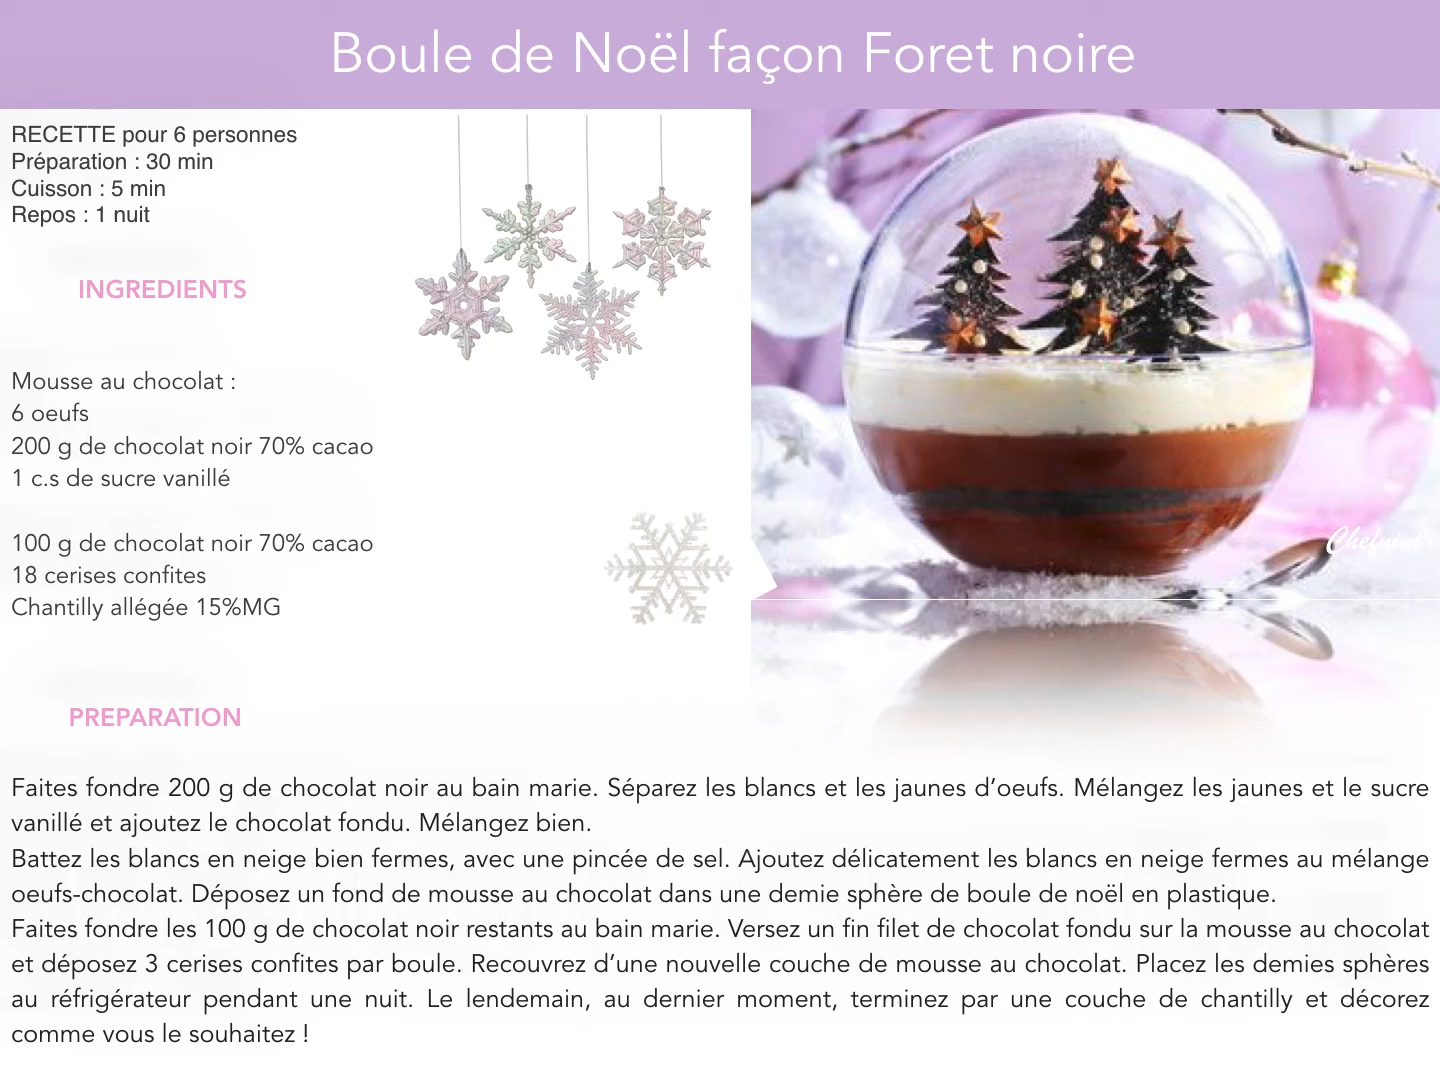 Boule de Noël façon Foret noire
RECETTE pour 6 personnes
Préparation : 30 min
Cuisson : 5 min
Repos : 1 nuit
INGREDIENTS
Mousse au chocolat :
6 oeufs
200 g de chocolat noir 70% cacao
1 c.s de sucre vanillé
100 g de chocolat noir 70% cacao
18 cerises confites
Chantilly allégée 15%MG
PREPARATION
Faites fondre 200 g de chocolat noir au bain marie. Séparez les blancs et les jaunes d’oeufs. Mélangez les jaunes et le sucre
vanillé et ajoutez le chocolat fondu. Mélangez bien.
Battez les blancs en neige bien fermes, avec une pincée de sel. Ajoutez délicatement les blancs en neige fermes au mélange
oeufs-chocolat. Déposez un fond de mousse au chocolat dans une demie sphère de boule de noël en plastique.
Faites fondre les 100 g de chocolat noir restants au bain marie. Versez un fin filet de chocolat fondu sur la mousse au chocolat
et déposez 3 cerises confites par boule. Recouvrez d’une nouvelle couche de mousse au chocolat. Placez les demies sphères
au réfrigérateur pendant une nuit. Le lendemain, au dernier moment, terminez par une couche de chantilly et décorez
comme vous le souhaitez !